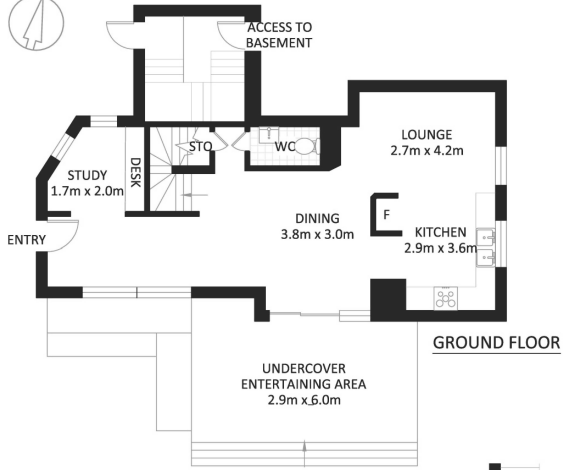 ACCESS TO
BASEMENT
STO
WC
LOUNGE
2.7m x 4.2m
STUDY
1.7m x 2.0m
DESK
DINING
3.8m x 3.0m
F
KITCHEN
2.9m x 3.6m
ENTRY
GROUND FLOOR
UNDERCOVER
ENTERTAINING AREA
2.9m x 6.0m